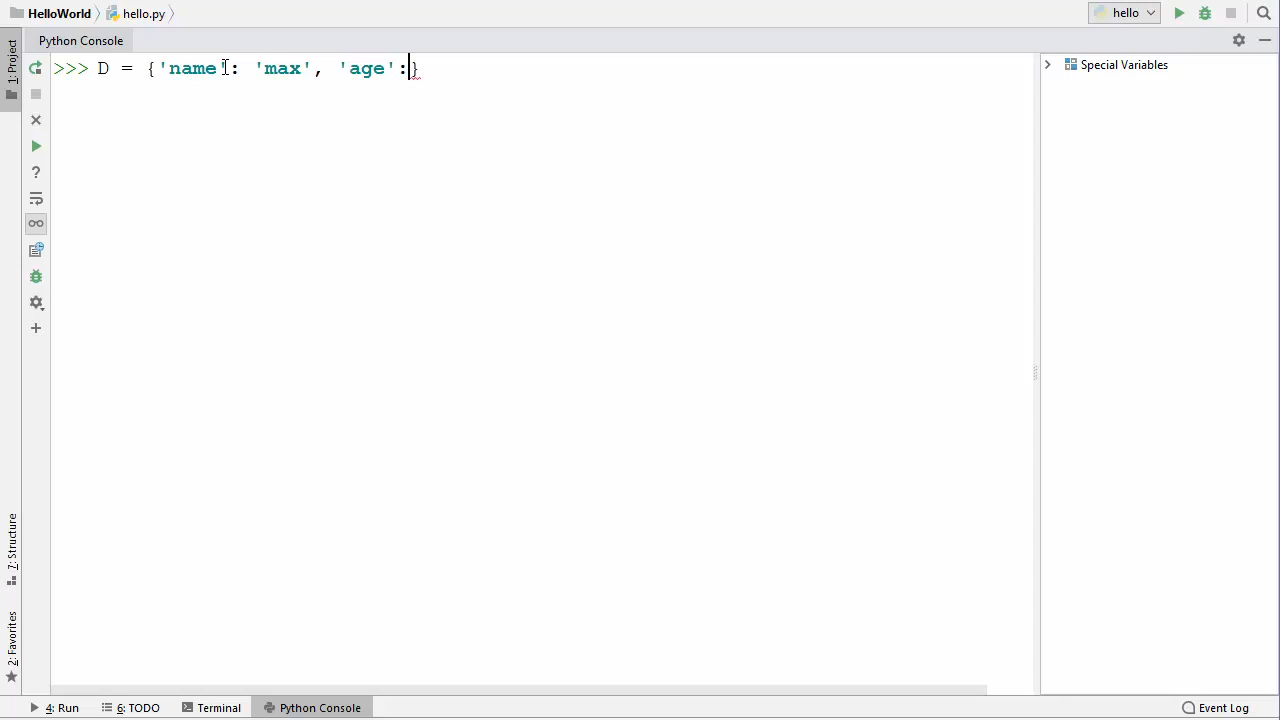 HelloWorld hello.py hello
Python Console
1: Project
>>> D = {'name': 'max', 'age':}
Special Variables
7: Structure
2: Favorites
4: Run 6: TODO Terminal Python Console Event Log